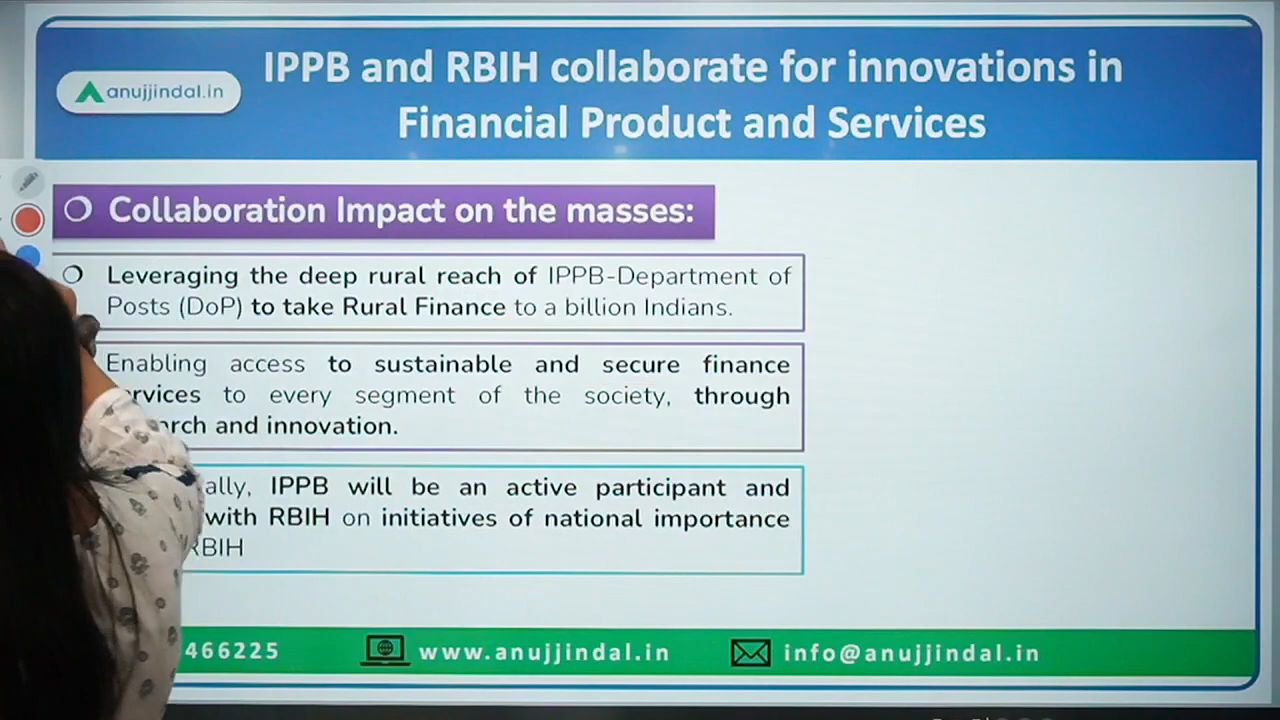 IPPB and RBIH collaborate for innovations in
anujjindal.in
Financial Product and Services
Collaboration Impact on the masses:
Leveraging the deep rural reach of IPPB-Department of
Posts (DoP) to take Rural Finance to a billion Indians.
Enabling access to sustainable and secure finance
to every segment of the society, through
and innovation.
IPPB will be an active participant and
with RBIH on initiatives of national importance
RBIH
466225
www.anujjindal.in
info@anujjindal.in